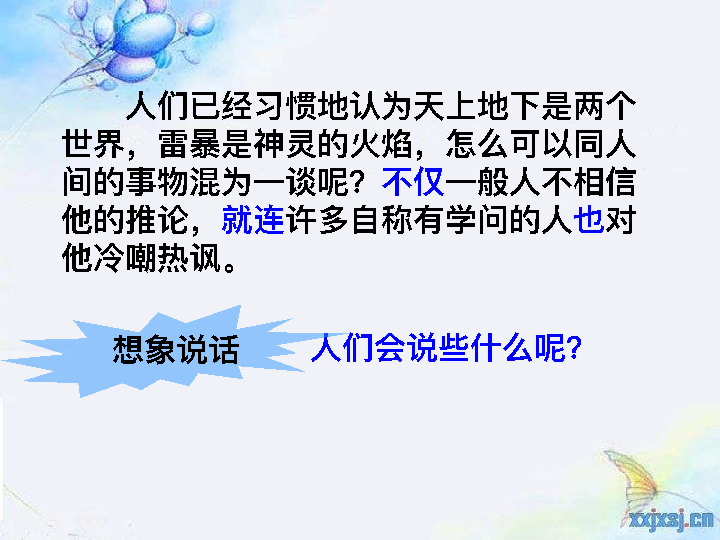 人们已经习惯地认为天上地下是两个
世界，雷暴是神灵的火焰，怎么可以同人
间的事物混为一谈呢？不仅一般人不相信
他的推论，就连许多自称有学问的人也对
他冷嘲热讽。
想象说话 人们会说些什么呢？
xxjxsj.cn